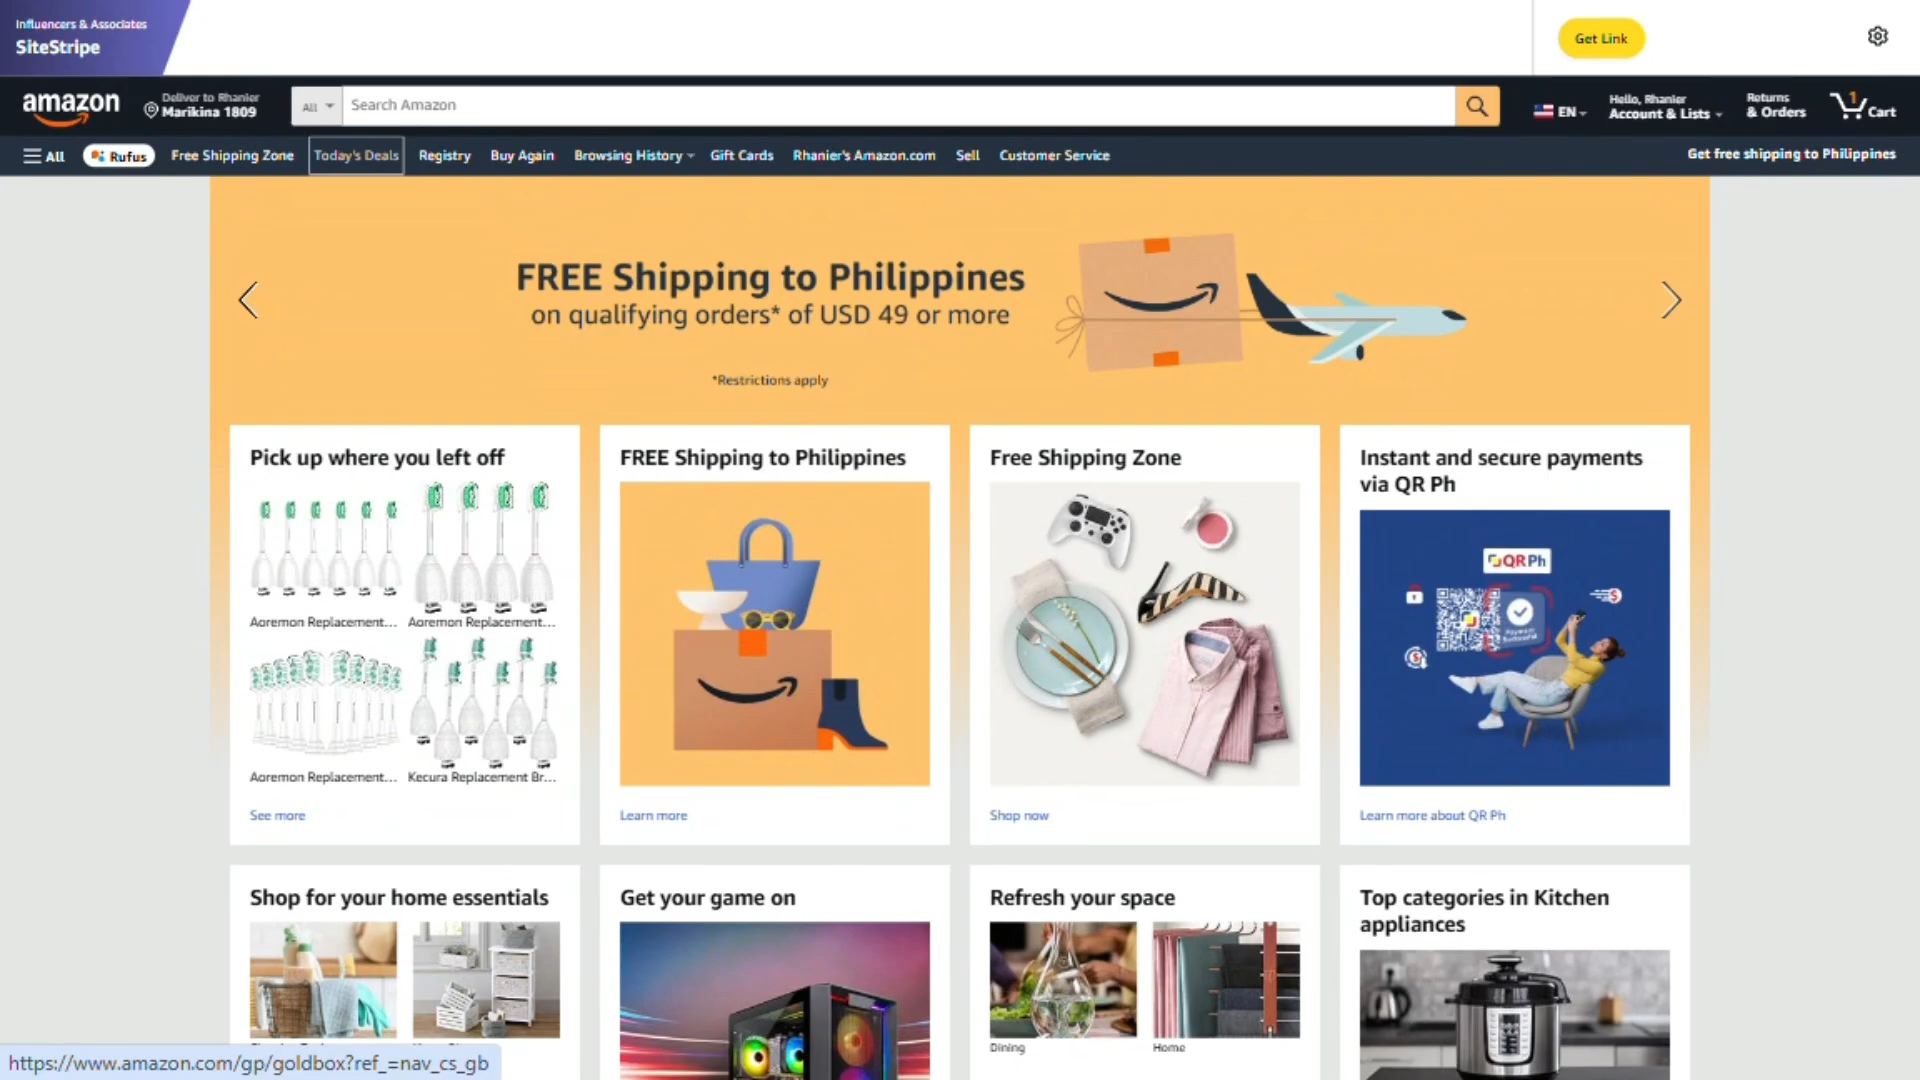 Influencers & Associates
SiteStripe
Get Link
amazon
Deliver to Rhanier
Marikina 1809
All
Search Amazon
EN
Hello, Rhanier
Account & Lists
Returns
& Orders
1
Cart
All
Rufus
Free Shipping Zone
Today's Deals
Registry
Buy Again
Browsing History
Gift Cards
Rhanier's Amazon.com
Sell
Customer Service
Get free shipping to Philippines
FREE Shipping to Philippines
on qualifying orders* of USD 49 or more
*Restrictions apply
Pick up where you left off
Aoremon Replacement...
Aoremon Replacement...
Aoremon Replacement...
Kecura Replacement Br...
See more
FREE Shipping to Philippines
Learn more
Free Shipping Zone
Shop now
Instant and secure payments
via QR Ph
QR Ph
Payment
Successful
Learn more about QR Ph
Shop for your home essentials
Get your game on
Refresh your space
Dining
Home
Top categories in Kitchen
appliances
https://www.amazon.com/gp/goldbox?ref_=nav_cs_gb